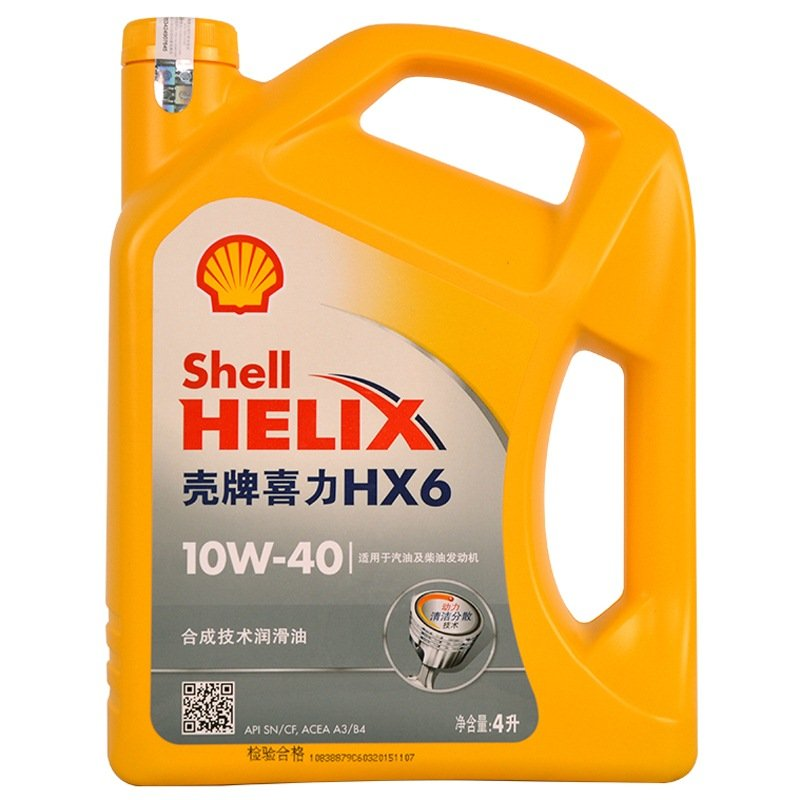 Shell
HELIX
壳牌喜力HX6
10W-40
适用于汽油及柴油发动机
动力
清洁分散
技术
合成技术润滑油
API SN/CF, ACEA A3/B4
净含量:4升
检验合格 10838879C60320151107